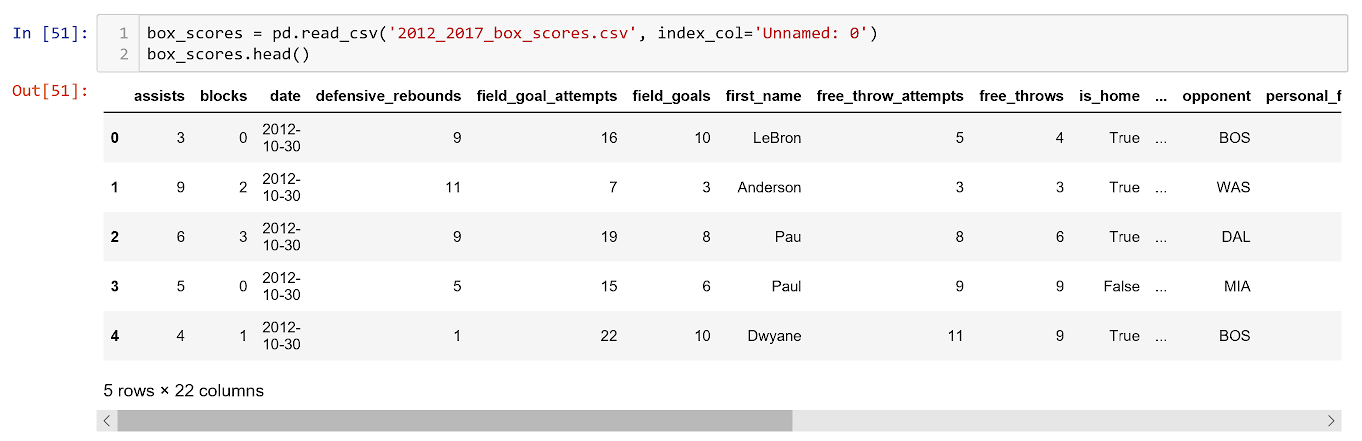 In [51]: 1 box_scores = pd.read_csv('2012_2017_box_scores.csv', index_col='Unnamed: 0')
2 box_scores.head()
Out[51]:
assists blocks date defensive_rebounds field_goal_attempts field_goals first_name free_throw_attempts free_throws is_home ... opponent personal_f
0 3 0 2012-10-30 9 16 10 LeBron 5 4 True ... BOS
1 9 2 2012-10-30 11 7 3 Anderson 3 3 True ... WAS
2 6 3 2012-10-30 9 19 8 Pau 8 6 True ... DAL
3 5 0 2012-10-30 5 15 6 Paul 9 9 False ... MIA
4 4 1 2012-10-30 1 22 10 Dwyane 11 9 True ... BOS
5 rows × 22 columns